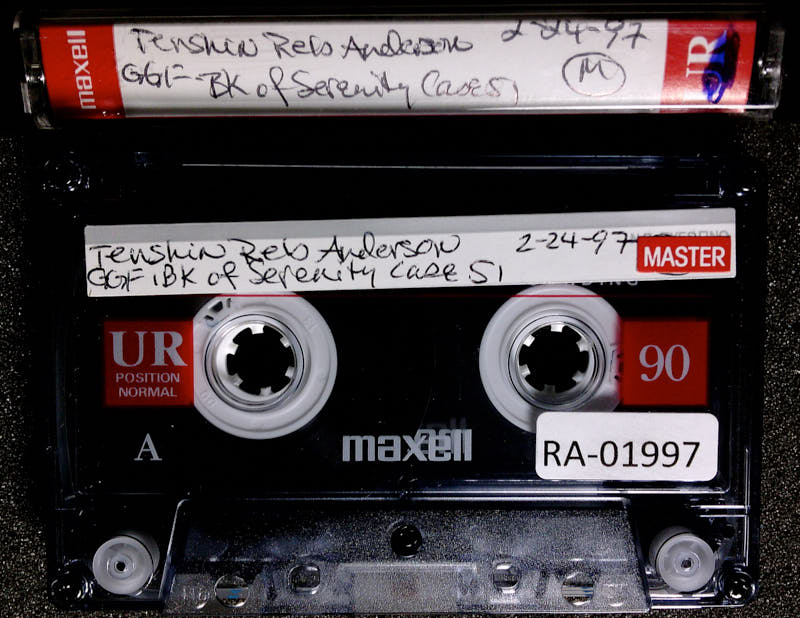 maxell
Tenshin Reb Anderson 2-24-97
GGF-BK of Serenity Case 51
M
UR
Tenshin Reb Anderson 2-24-97
GGF BK of Serenity Case 51
MASTER
UR
POSITION
NORMAL
90
A
maxell
RA-01997